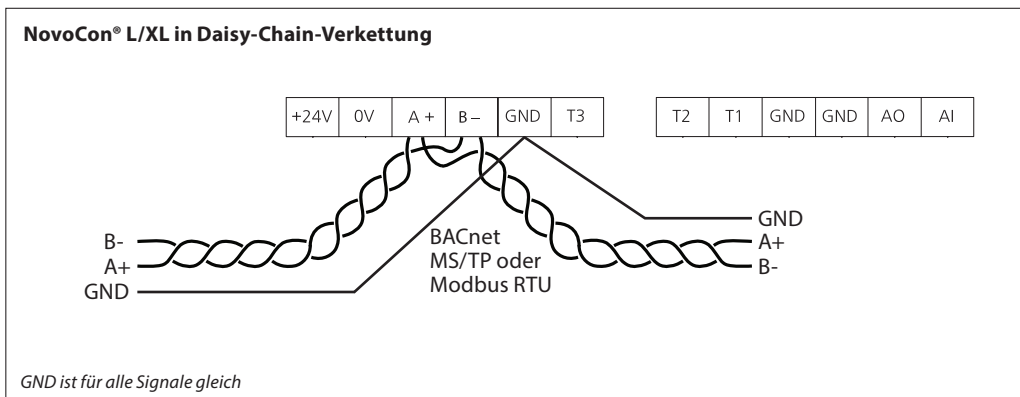 NovoCon® L/XL in Daisy-Chain-Verkettung
+24V 0V A + B – GND T3 T2 T1 GND GND AO AI
GND
B- A+
A+ B-
GND
BACnet
MS/TP oder
Modbus RTU
GND ist für alle Signale gleich